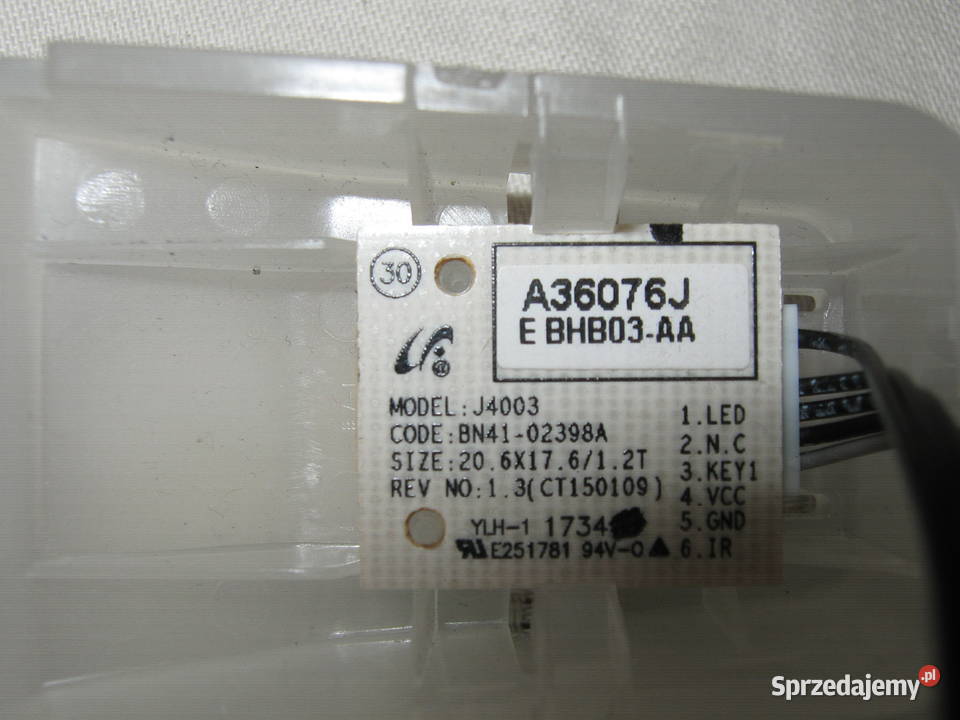 30
A36076J
E BHB03-AA
MODEL:J4003
CODE:BN41-02398A
SIZE:20.6X17.6/1.2T
REV NO:1.3(CT150109)
YLH-1 1734
E251781 94V-0
1.LED
2.N.C
3.KEY1
4.VCC
5.GND
6.IR
Sprzedajemy.pl